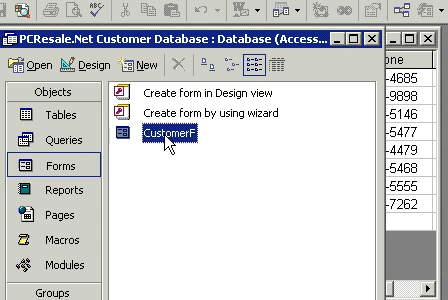 PCResale.Net Customer Database : Database (Access...
Open Design New
one
Objects
Tables
Queries
Forms
Reports
Pages
Macros
Modules
Groups
Create form in Design view
Create form by using wizard
CustomerF
-4685
-9898
-5146
-5477
-4479
-5468
-5555
-7262